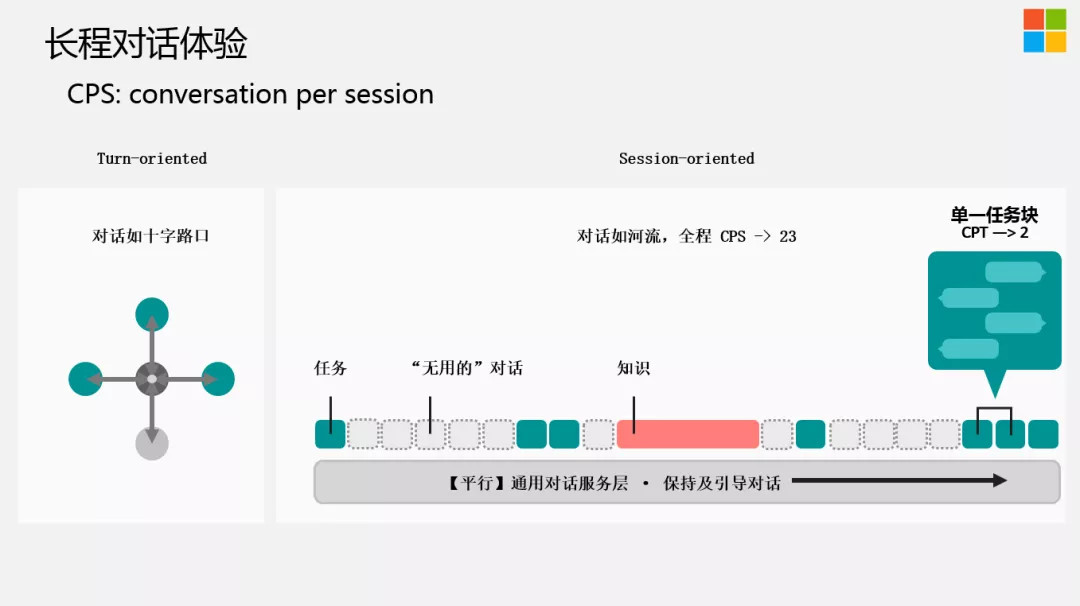 长程对话体验
CPS: conversation per session
Turn-oriented
Session-oriented
对话如十字路口
对话如河流，全程 CPS -> 23
单一任务块
CPT —> 2
任务
“无用的”对话
知识
【平行】通用对话服务层 · 保持及引导对话